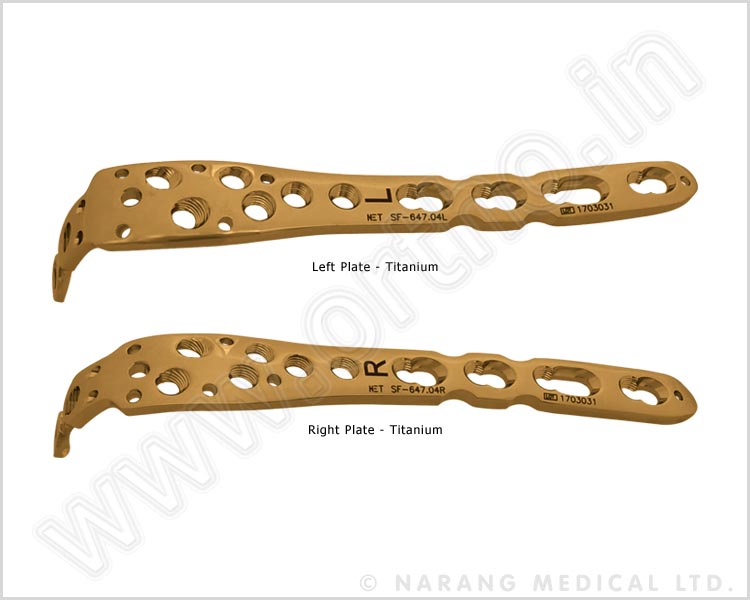 L
NET SF-647.04L
1703031
Left Plate - Titanium
R
NET SF-647.04R
1703031
Right Plate - Titanium
www.ortho.in
© NARANG MEDICAL LTD.